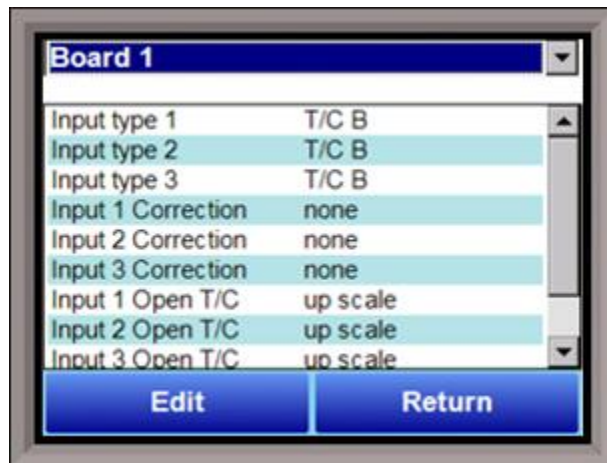 Board 1
Input type 1 T/C B
Input type 2 T/C B
Input type 3 T/C B
Input 1 Correction none
Input 2 Correction none
Input 3 Correction none
Input 1 Open T/C up scale
Input 2 Open T/C up scale
Input 3 Open T/C up scale
Edit Return